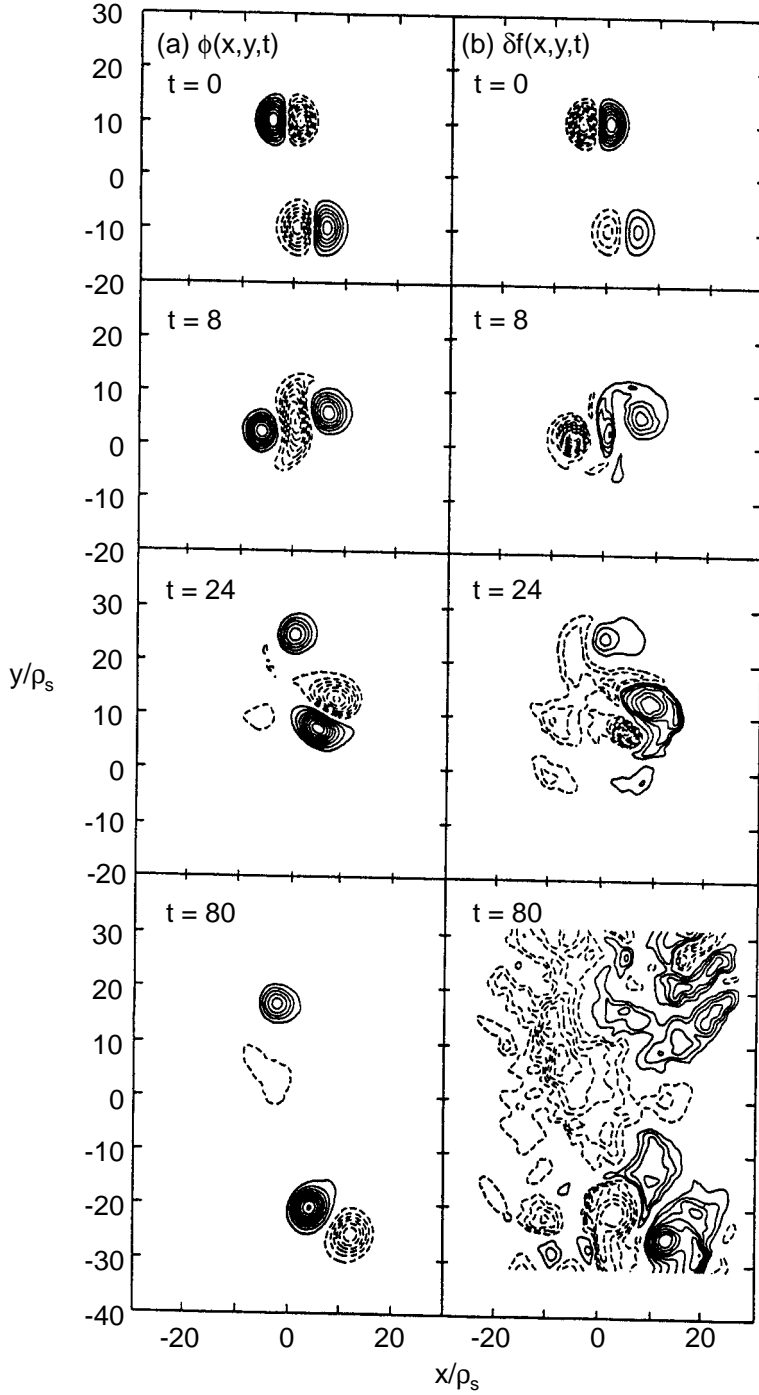 (a) ϕ(x,y,t)
(b) δf(x,y,t)
t = 0
t = 0
30
20
10
0
-10
-20
t = 8
t = 8
20
10
0
-10
-20
t = 24
t = 24
30
20
10
0
-10
-20
y/ρs
t = 80
t = 80
30
20
10
0
-10
-20
-30
-40
-20 0 20
-20 0 20
x/ρs